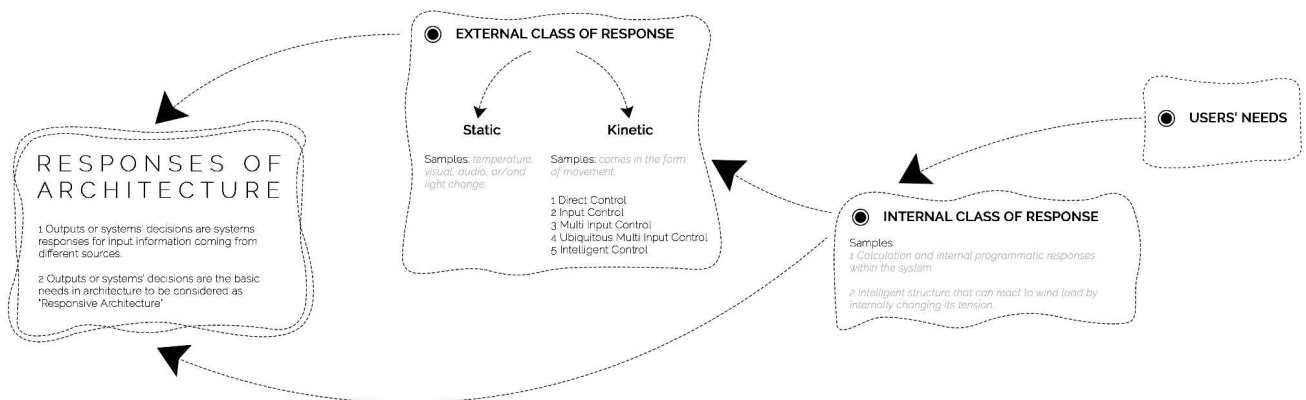 EXTERNAL CLASS OF RESPONSE
Static
Kinetic
Samples: temperature,
visual, audio, or/and
light change.
Samples: comes in the form
of movement.
1 Direct Control
2 Input Control
3 Multi Input Control
4 Ubiquitous Multi Input Control
5 Intelligent Control
USERS' NEEDS
RESPONSES OF
ARCHITECTURE
1 Outputs or systems' decisions are systems
responses for input information coming from
different sources.
2 Outputs or systems' decisions are the basic
needs in architecture to be considered as
"Responsive Architecture"
INTERNAL CLASS OF RESPONSE
Samples:
1 Calculation and internal programmatic responses
within the system
2 Intelligent structure that can react to wind load by
internally changing its tension.